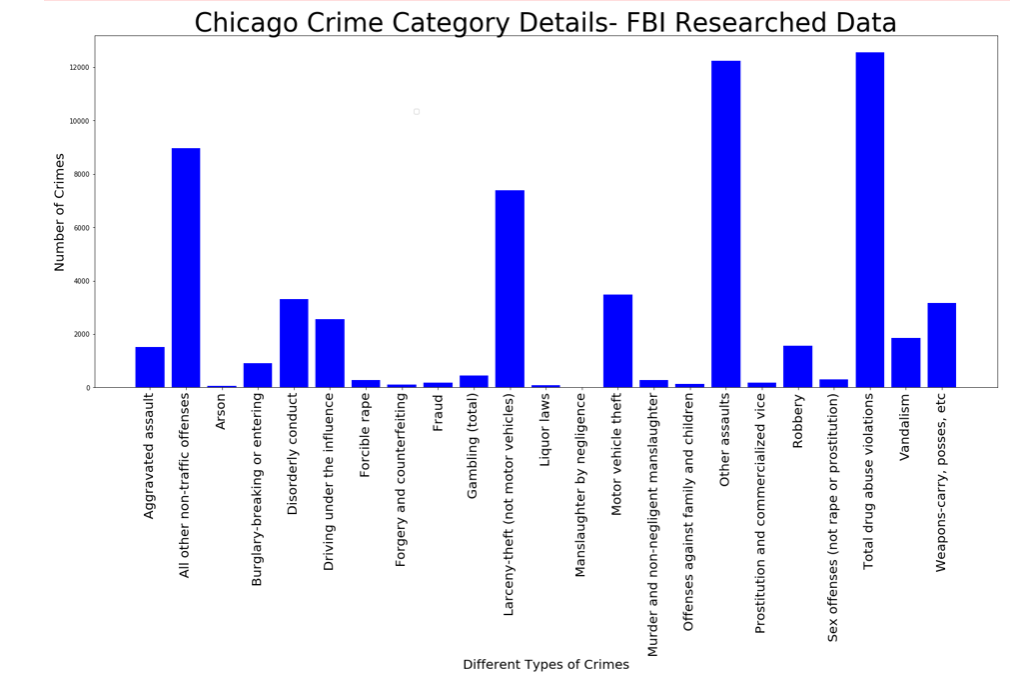 Chicago Crime Category Details- FBI Researched Data
Number of Crimes
12000
10000
8000
6000
4000
2000
0
Aggravated assault
All other non-traffic offenses
Arson
Burglary-breaking or entering
Disorderly conduct
Driving under the influence
Forcible rape
Forgery and counterfeiting
Fraud
Gambling (total)
Larceny-theft (not motor vehicles)
Liquor laws
Manslaughter by negligence
Motor vehicle theft
Murder and non-negligent manslaughter
Offenses against family and children
Other assaults
Prostitution and commercialized vice
Robbery
Sex offenses (not rape or prostitution)
Total drug abuse violations
Vandalism
Weapons-carry, posses, etc
Different Types of Crimes